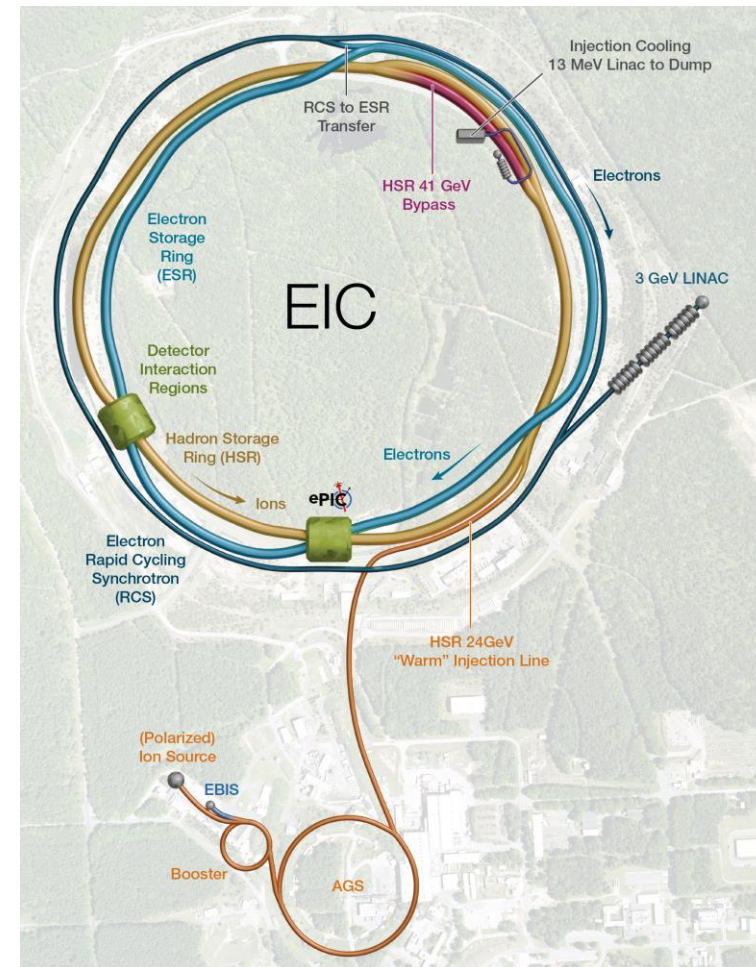 Injection Cooling
13 MeV Linac to Dump
RCS to ESR
Transfer
HSR 41 GeV
Bypass
Electrons
Electron
Storage
Ring
(ESR)
EIC
3 GeV LINAC
Detector
Interaction
Regions
Hadron Storage
Ring (HSR)
Electrons
ePIC
Ions
Electron
Rapid Cycling
Synchrotron
(RCS)
HSR 24GeV
“Warm” Injection Line
(Polarized)
Ion Source
EBIS
Booster
AGS